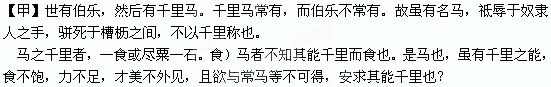 【甲】世有伯乐，然后有千里马。千里马常有，而伯乐不常有。故虽有名马，祗辱于奴隶
人之手，骈死于槽枥之间，不以千里称也。
马之千里者，一食或尽粟一石。食）马者不知其能千里而食也。是马也，虽有千里之能，
食不饱，力不足，才美不外见，且欲与常马等不可得，安求其能千里也？